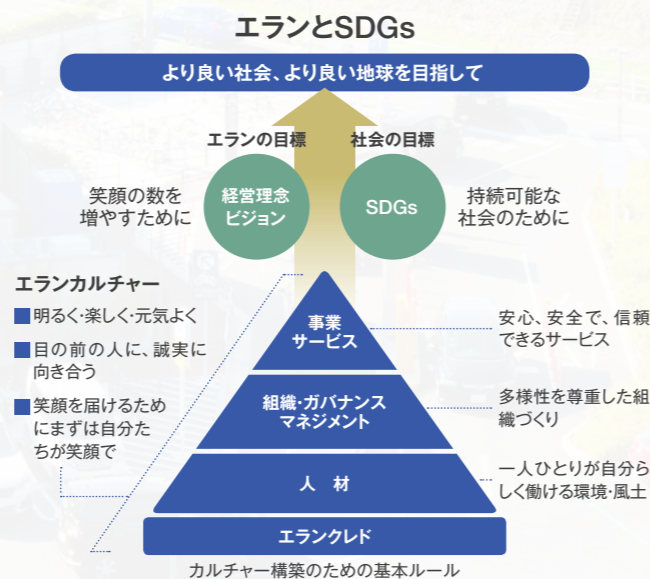 エランとSDGs
より良い社会、より良い地球を目指して
エランの目標
社会の目標
笑顔の数を
増やすために
経営理念
ビジョン
SDGs
持続可能な
社会のために
エランカルチャー
明るく・楽しく・元気よく
目の前の人に、誠実に
向き合う
笑顔を届けるため
にまずは自分た
ちが笑顔で
事業
サービス
安心、安全で、信頼
できるサービス
組織・ガバナンス
マネジメント
多様性を尊重した組
織づくり
人　材
一人ひとりが自分ら
しく働ける環境・風土
エランクレド
カルチャー構築のための基本ルール